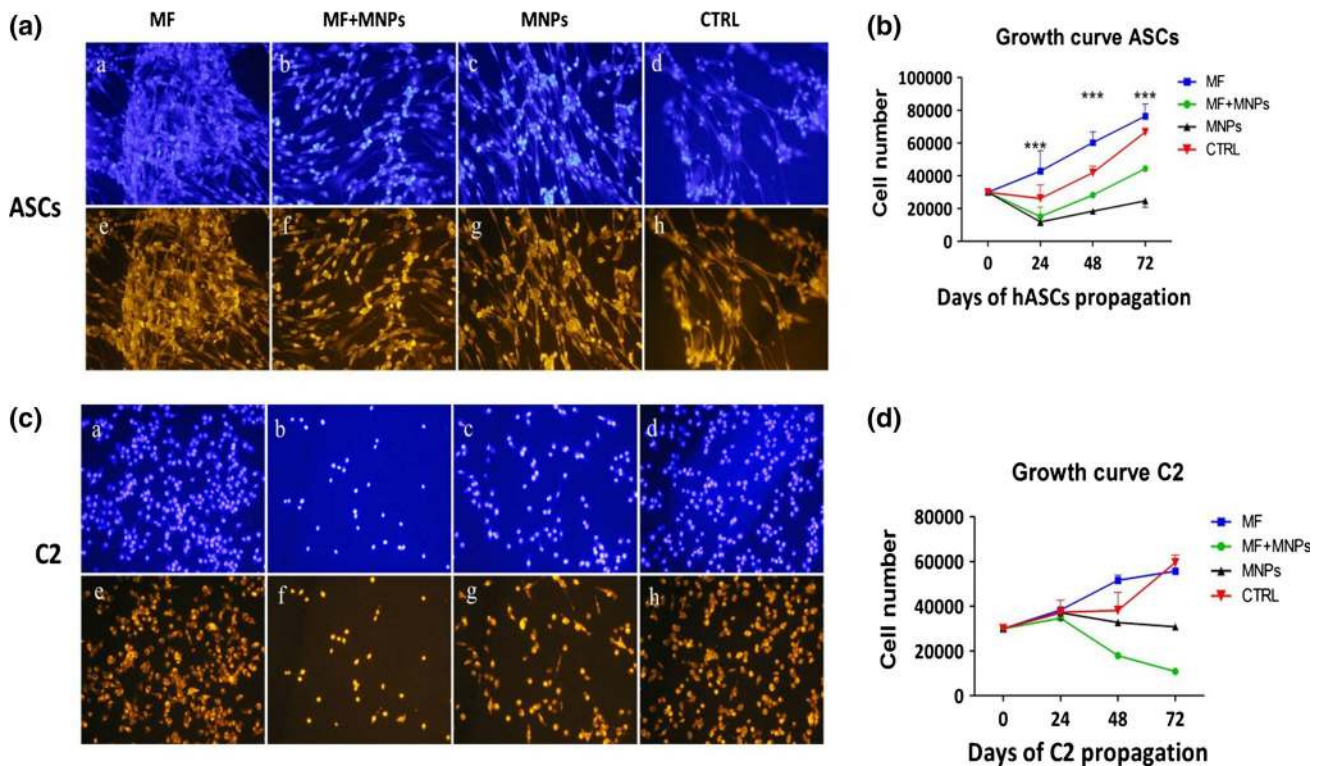 (a)
MF MF+MNPs MNPs CTRL
a b c d
ASCs
e f g h
(b)
Growth curve ASCs
100000
80000
60000
40000
20000
0
Cell number
*** *** ***
0 24 48 72
Days of hASCs propagation
MF
MF+MNPs
MNPs
CTRL
(c)
a b c d
C2
e f g h
(d)
Growth curve C2
80000
60000
40000
20000
0
Cell number
0 24 48 72
Days of C2 propagation
MF
MF+MNPs
MNPs
CTRL